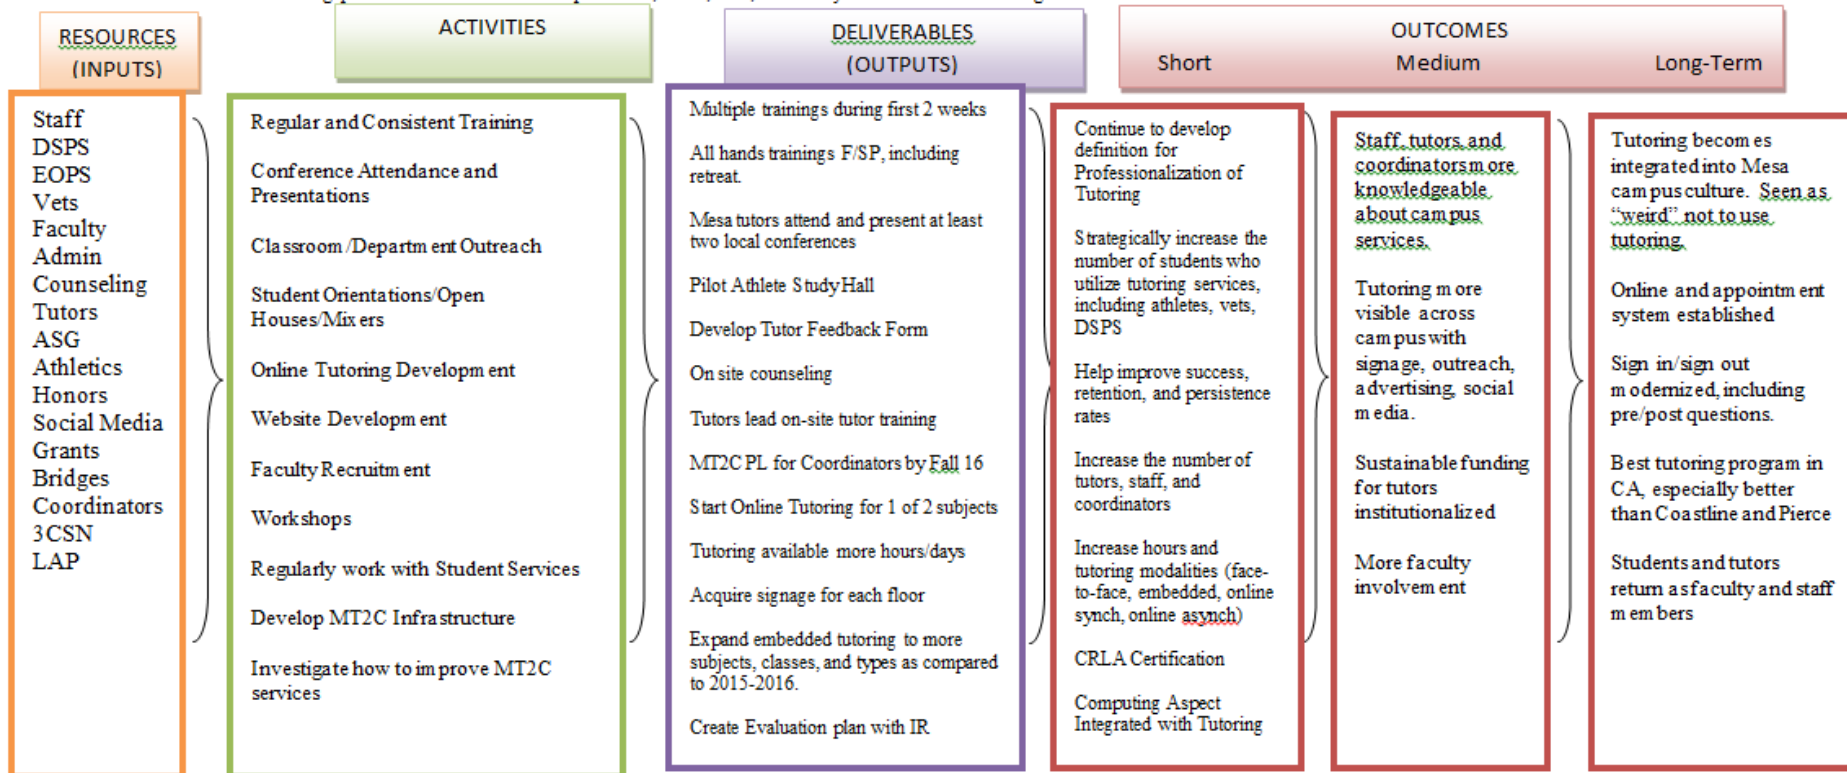 RESOURCES
(INPUTS)
ACTIVITIES
DELIVERABLES
(OUTPUTS)
OUTCOMES
Short Medium Long-Term
Staff
DSPS
EOPS
Vets
Faculty
Admin
Counseling
Tutors
ASG
Athletics
Honors
Social Media
Grants
Bridges
Coordinators
3CSN
LAP
Regular and Consistent Training
Conference Attendance and
Presentations
Classroom/Department Outreach
Student Orientations/Open
Houses/Mixers
Online Tutoring Development
Website Development
Faculty Recruitment
Workshops
Regularly work with Student Services
Develop MT2C Infrastructure
Investigate how to improve MT2C
services
Multiple trainings during first 2 weeks
All hands trainings F/SP, including
retreat.
Mesa tutors attend and present at least
two local conferences
Pilot Athlete Study Hall
Develop Tutor Feedback Form
On site counseling
Tutors lead on-site tutor training
MT2C PL for Coordinators by Fall 16
Start Online Tutoring for 1 of 2 subjects
Tutoring available more hours/days
Acquire signage for each floor
Expand embedded tutoring to more
subjects, classes, and types as compared
to 2015-2016.
Create Evaluation plan with IR
Continue to develop
definition for
Professionalization of
Tutoring
Strategically increase the
number of students who
utilize tutoring services,
including athletes, vets,
DSPS
Help improve success,
retention, and persistence
rates
Increase the number of
tutors, staff, and
coordinators
Increase hours and
tutoring modalities (face-
to-face, embedded, online
synch, online asynch)
CRLA Certification
Computing Aspect
Integrated with Tutoring
Staff, tutors, and
coordinators more
knowledgeable
about campus
services.
Tutoring more
visible across
campus with
signage, outreach,
advertising, social
media.
Sustainable funding
for tutors
institutionalized
More faculty
involvement
Tutoring becomes
integrated into Mesa
campus culture. Seen as
“weird” not to use
tutoring.
Online and appointment
system established
Sign in/sign out
modernized, including
pre/post questions.
Best tutoring program in
CA, especially better
than Coastline and Pierce
Students and tutors
return as faculty and staff
members